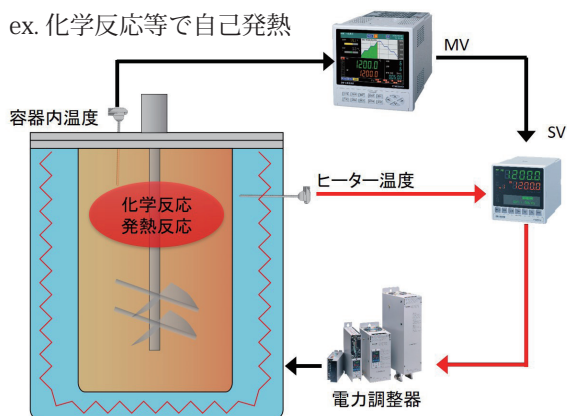 ex. 化学反応等で自己発熱
MV
容器内温度
SV
ヒーター温度
化学反応
発熱反応
電力調整器